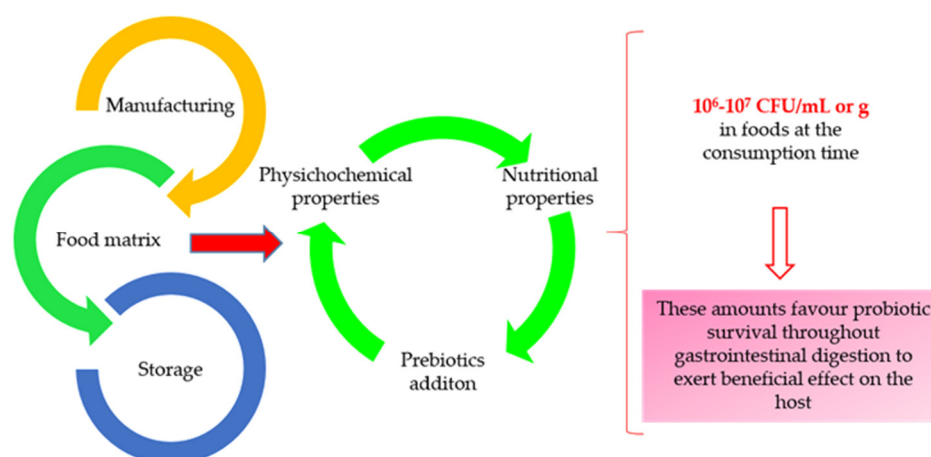 Manufacturing
Food matrix
Storage
Physichochemical
properties
Nutritional
properties
Prebiotics
additon
10⁶-10⁷ CFU/mL or g
in foods at the
consumption time
These amounts favour probiotic
survival throughout
gastrointestinal digestion to
exert beneficial effect on the
host